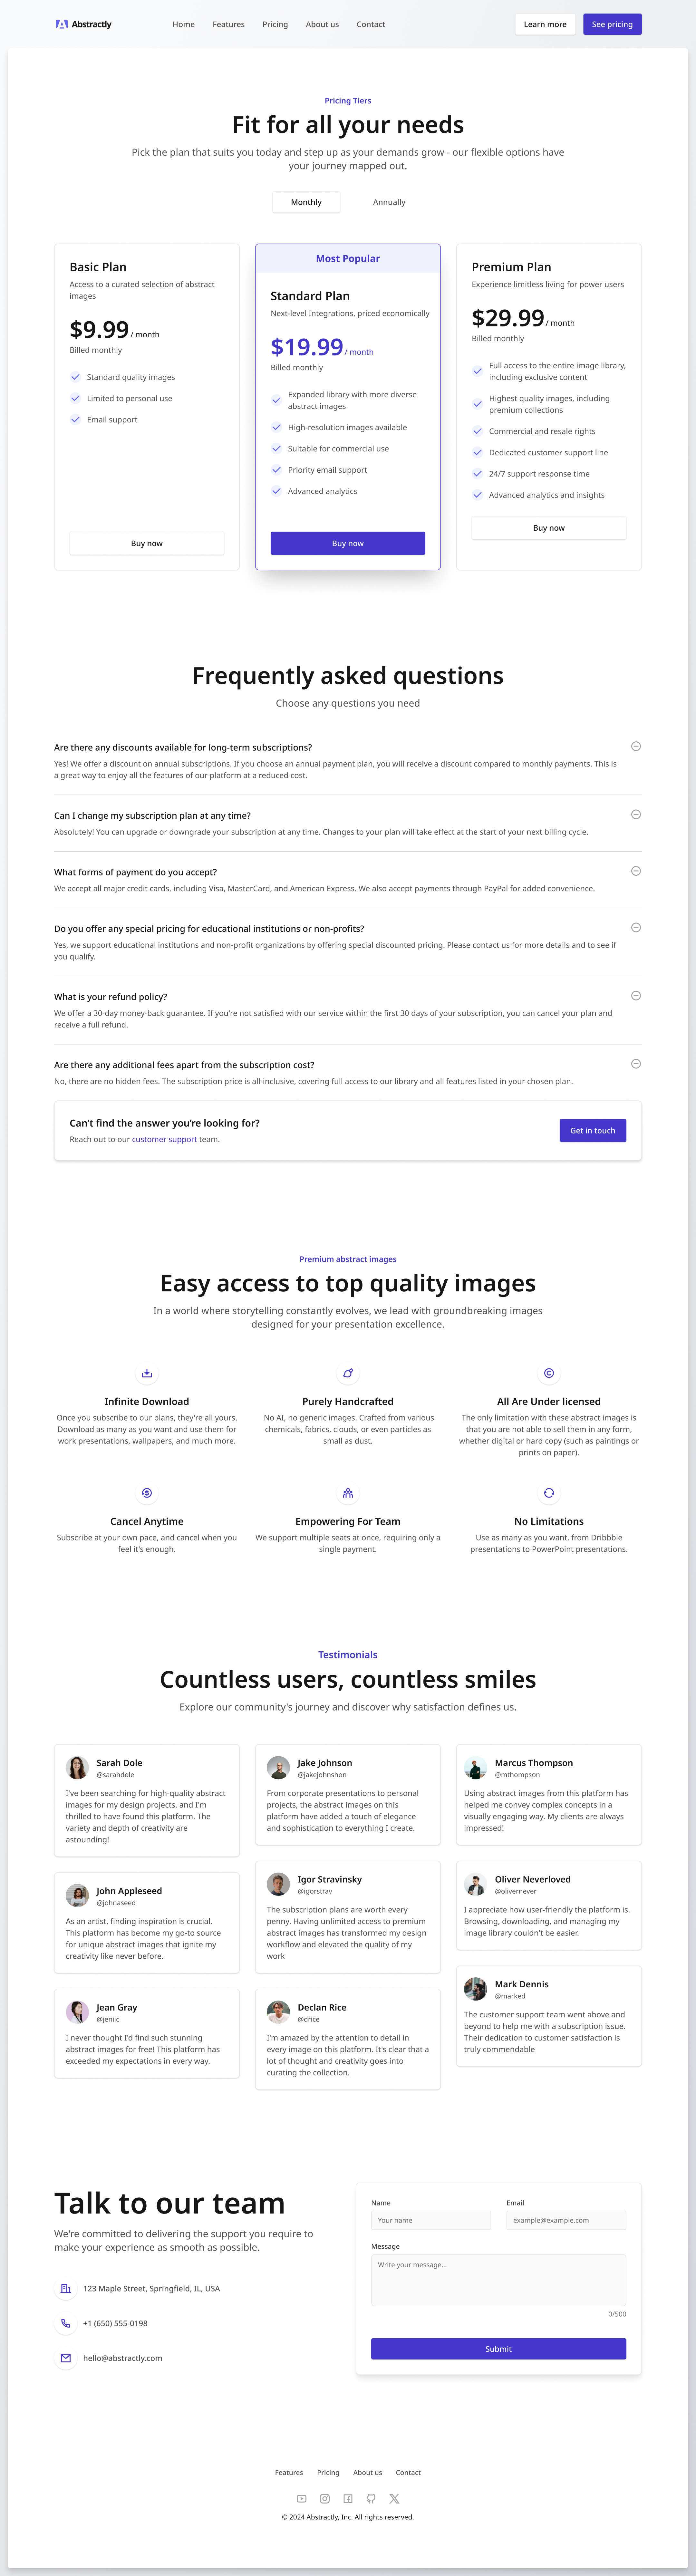 Abstractly
Home
Features
Pricing
About us
Contact
Learn more
See pricing
Pricing Tiers
Fit for all your needs
Pick the plan that suits you today and step up as your demands grow - our flexible options have
your journey mapped out.
Monthly
Annually
Basic Plan
Access to a curated selection of abstract
images
$9.99 / month
Billed monthly
Standard quality images
Limited to personal use
Email support
Buy now
Most Popular
Standard Plan
Next-level Integrations, priced economically
$19.99 / month
Billed monthly
Expanded library with more diverse
abstract images
High-resolution images available
Suitable for commercial use
Priority email support
Advanced analytics
Buy now
Premium Plan
Experience limitless living for power users
$29.99 / month
Billed monthly
Full access to the entire image library,
including exclusive content
Highest quality images, including
premium collections
Commercial and resale rights
Dedicated customer support line
24/7 support response time
Advanced analytics and insights
Buy now
Frequently asked questions
Choose any questions you need
Are there any discounts available for long-term subscriptions?
Yes! We offer a discount on annual subscriptions. If you choose an annual payment plan, you will receive a discount compared to monthly payments. This is
a great way to enjoy all the features of our platform at a reduced cost.
Can I change my subscription plan at any time?
Absolutely! You can upgrade or downgrade your subscription at any time. Changes to your plan will take effect at the start of your next billing cycle.
What forms of payment do you accept?
We accept all major credit cards, including Visa, MasterCard, and American Express. We also accept payments through PayPal for added convenience.
Do you offer any special pricing for educational institutions or non-profits?
Yes, we support educational institutions and non-profit organizations by offering special discounted pricing. Please contact us for more details and to see if
you qualify.
What is your refund policy?
We offer a 30-day money-back guarantee. If you're not satisfied with our service within the first 30 days of your subscription, you can cancel your plan and
receive a full refund.
Are there any additional fees apart from the subscription cost?
No, there are no hidden fees. The subscription price is all-inclusive, covering full access to our library and all features listed in your chosen plan.
Can’t find the answer you’re looking for?
Reach out to our customer support team.
Get in touch
Premium abstract images
Easy access to top quality images
In a world where storytelling constantly evolves, we lead with groundbreaking images
designed for your presentation excellence.
Infinite Download
Once you subscribe to our plans, they're all yours.
Download as many as you want and use them for
work presentations, wallpapers, and much more.
Purely Handcrafted
No AI, no generic images. Crafted from various
chemicals, fabrics, clouds, or even particles as
small as dust.
All Are Under licensed
The only limitation with these abstract images is
that you are not able to sell them in any form,
whether digital or hard copy (such as paintings or
prints on paper).
Cancel Anytime
Subscribe at your own pace, and cancel when you
feel it's enough.
Empowering For Team
We support multiple seats at once, requiring only a
single payment.
No Limitations
Use as many as you want, from Dribbble
presentations to PowerPoint presentations.
Testimonials
Countless users, countless smiles
Explore our community's journey and discover why satisfaction defines us.
Sarah Dole
@sarahdole
I've been searching for high-quality abstract
images for my design projects, and I'm
thrilled to have found this platform. The
variety and depth of creativity are
astounding!
John Appleseed
@johnaseed
As an artist, finding inspiration is crucial.
This platform has become my go-to source
for unique abstract images that ignite my
creativity like never before.
Jean Gray
@jeniic
I never thought I'd find such stunning
abstract images for free! This platform has
exceeded my expectations in every way.
Jake Johnson
@jakejohnshon
From corporate presentations to personal
projects, the abstract images on this
platform have added a touch of elegance
and sophistication to everything I create.
Igor Stravinsky
@igorstrav
The subscription plans are worth every
penny. Having unlimited access to premium
abstract images has transformed my design
workflow and elevated the quality of my
work
Declan Rice
@drice
I'm amazed by the attention to detail in
every image on this platform. It's clear that a
lot of thought and creativity goes into
curating the collection.
Marcus Thompson
@mthompson
Using abstract images from this platform has
helped me convey complex concepts in a
visually engaging way. My clients are always
impressed!
Oliver Neverloved
@olivernever
I appreciate how user-friendly the platform is.
Browsing, downloading, and managing my
image library couldn't be easier.
Mark Dennis
@marked
The customer support team went above and
beyond to help me with a subscription issue.
Their dedication to customer satisfaction is
truly commendable
Talk to our team
We're committed to delivering the support you require to
make your experience as smooth as possible.
123 Maple Street, Springfield, IL, USA
+1 (650) 555-0198
hello@abstractly.com
Name
Your name
Email
example@example.com
Message
Write your message...
0/500
Submit
Features
Pricing
About us
Contact
© 2024 Abstractly, Inc. All rights reserved.